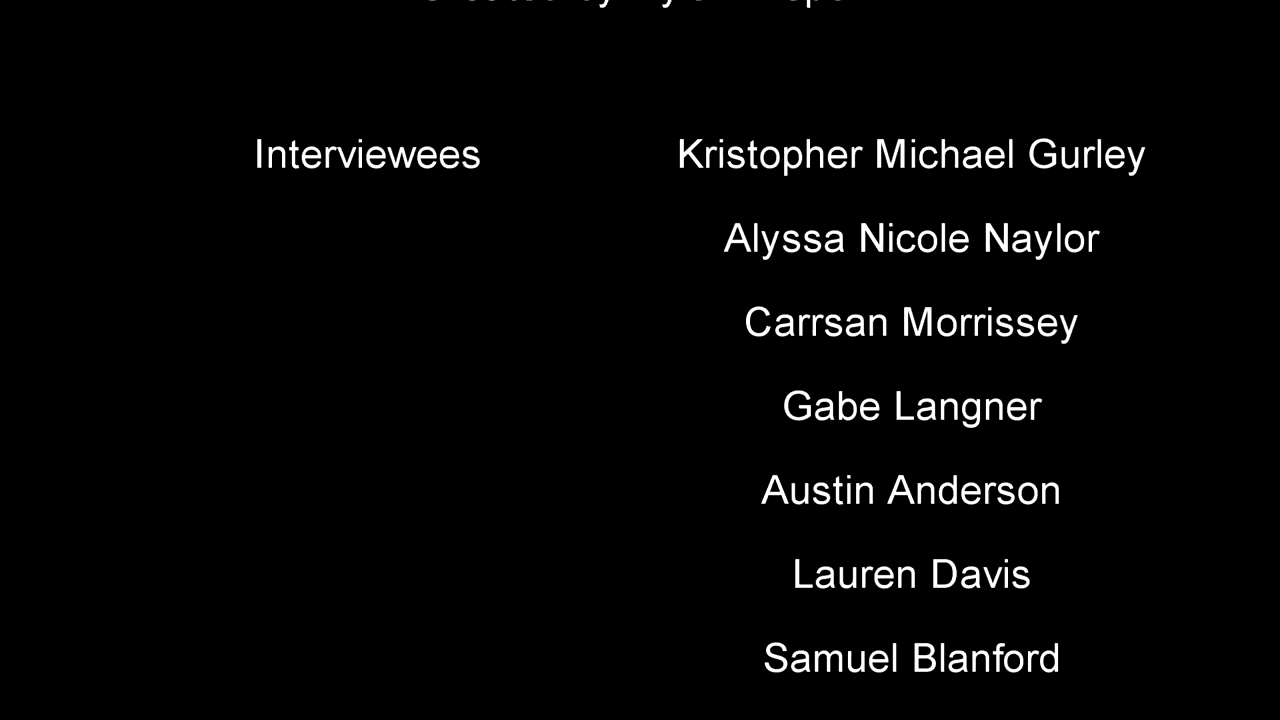 Interviewees Kristopher Michael Gurley
Alyssa Nicole Naylor
Carrsan Morrissey
Gabe Langner
Austin Anderson
Lauren Davis
Samuel Blanford